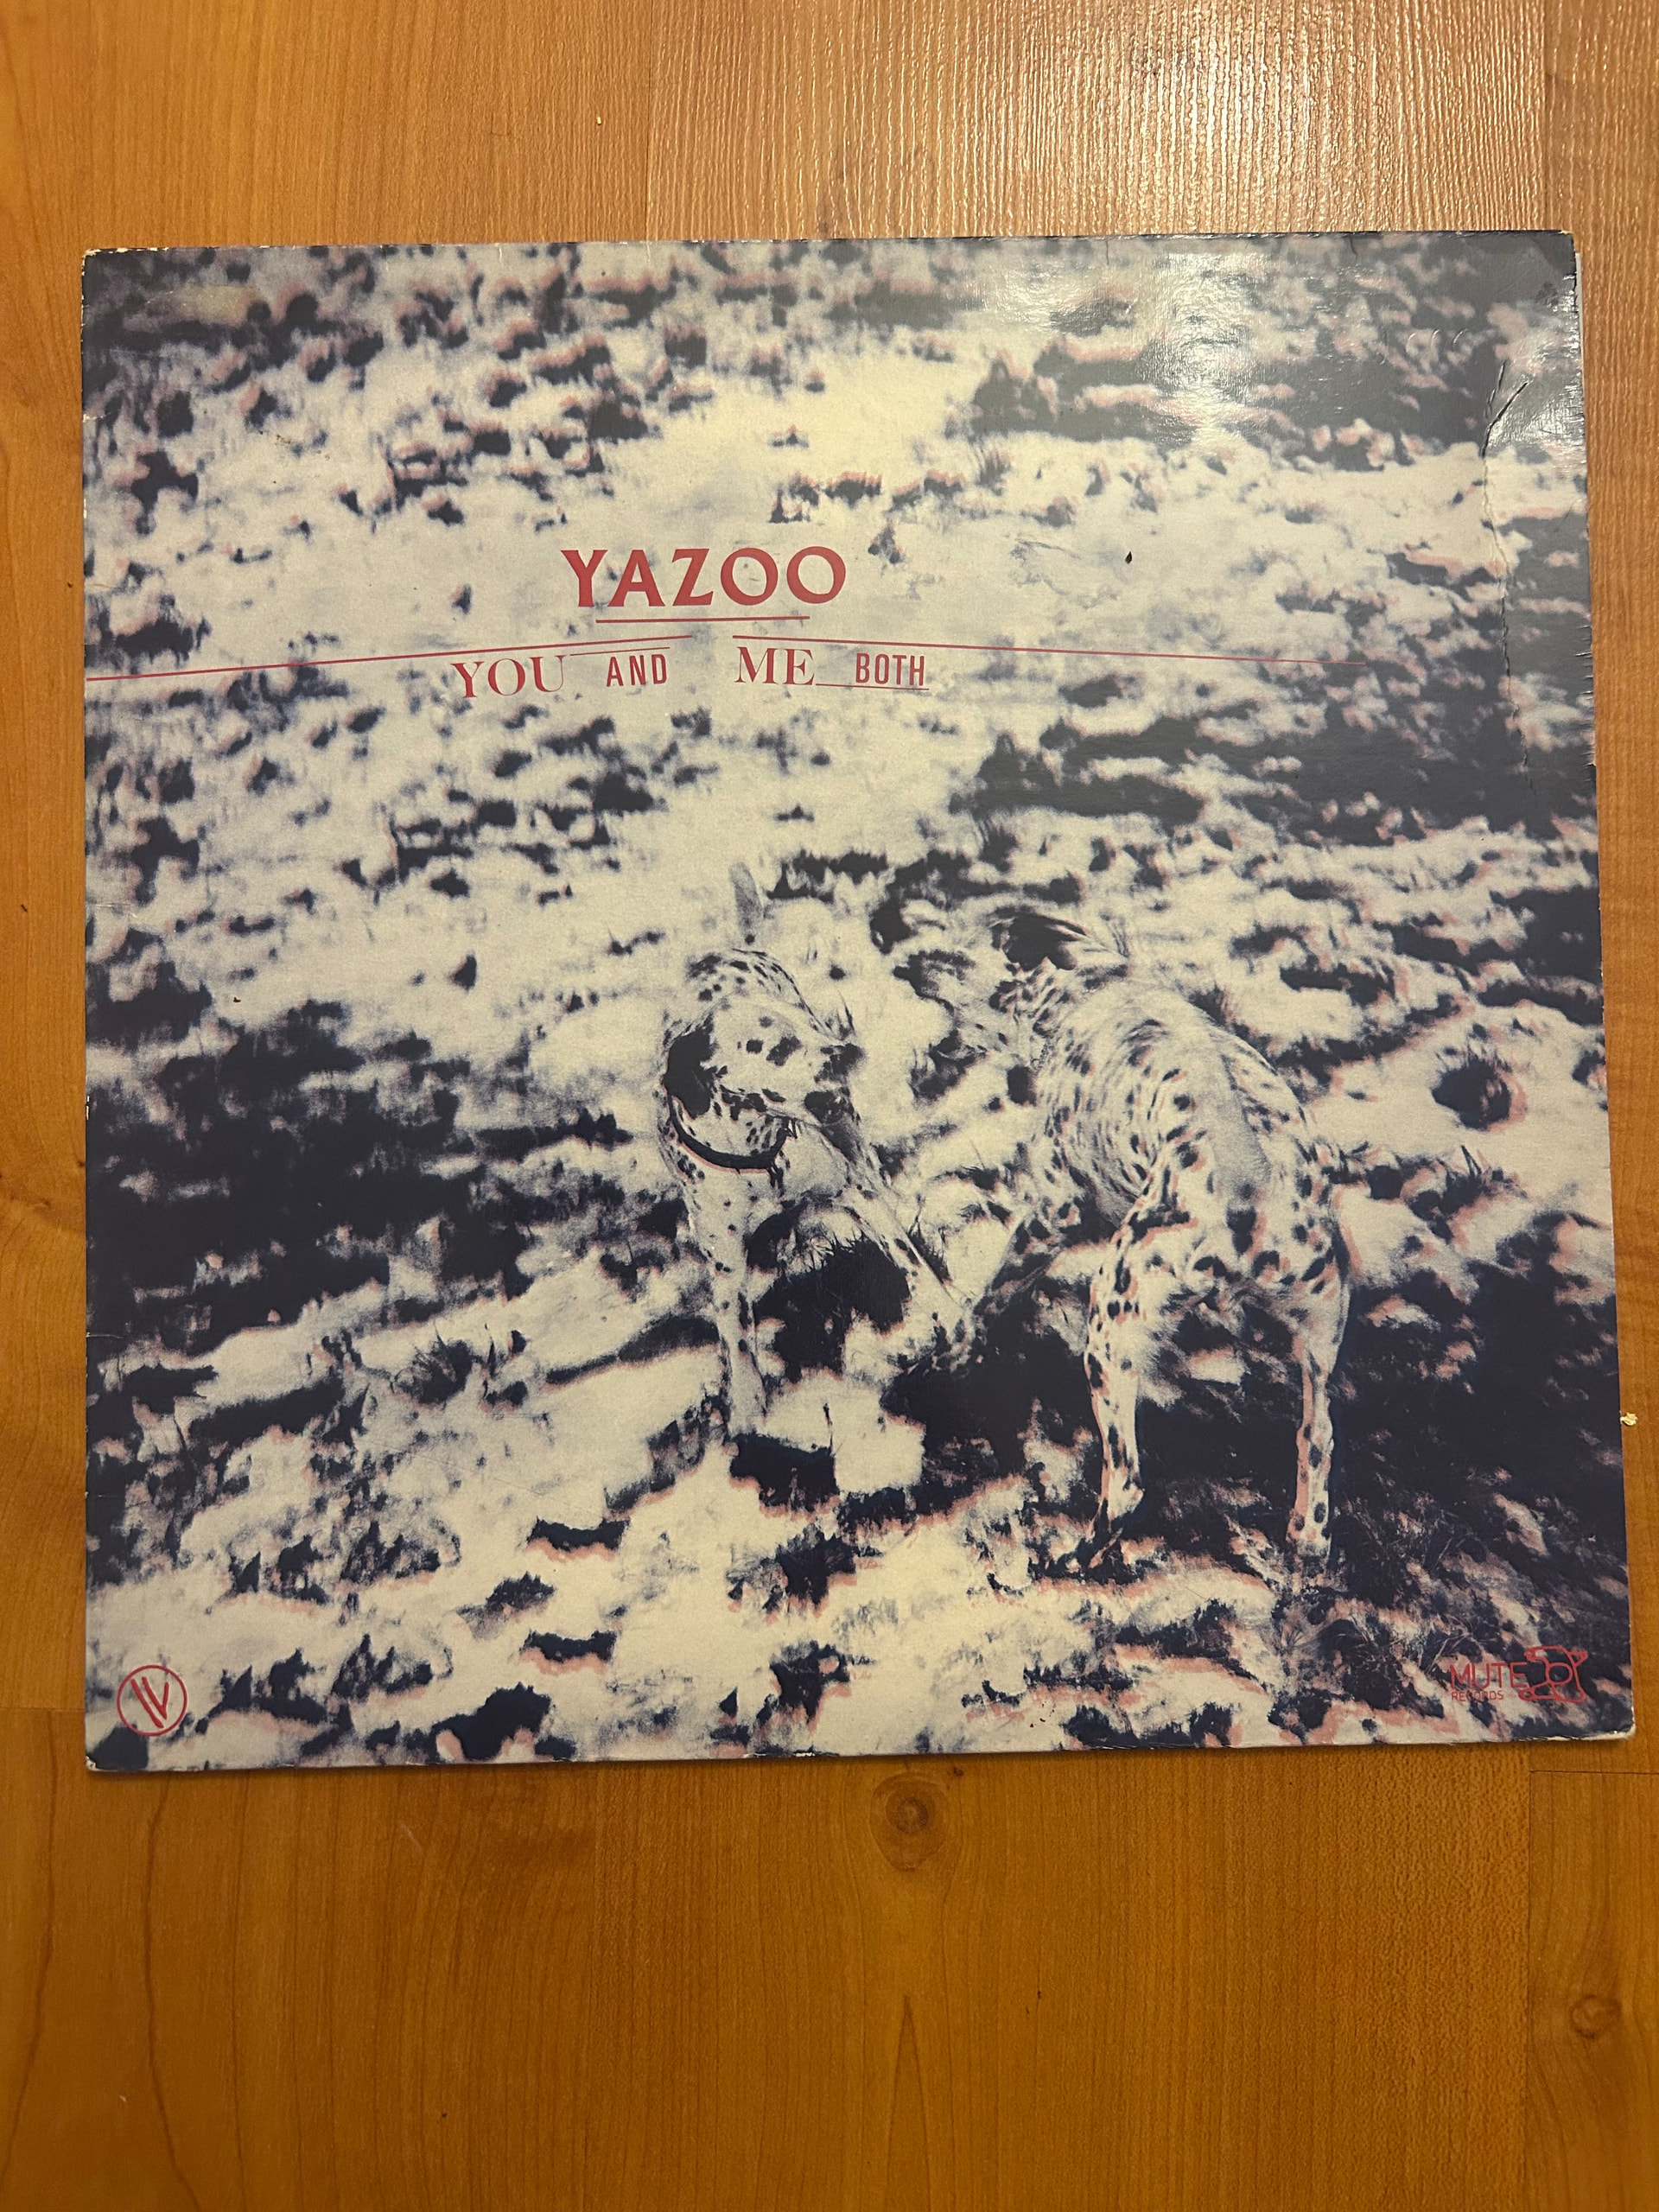 YAZOO
YOU AND ME BOTH
MUTE
RECORDS